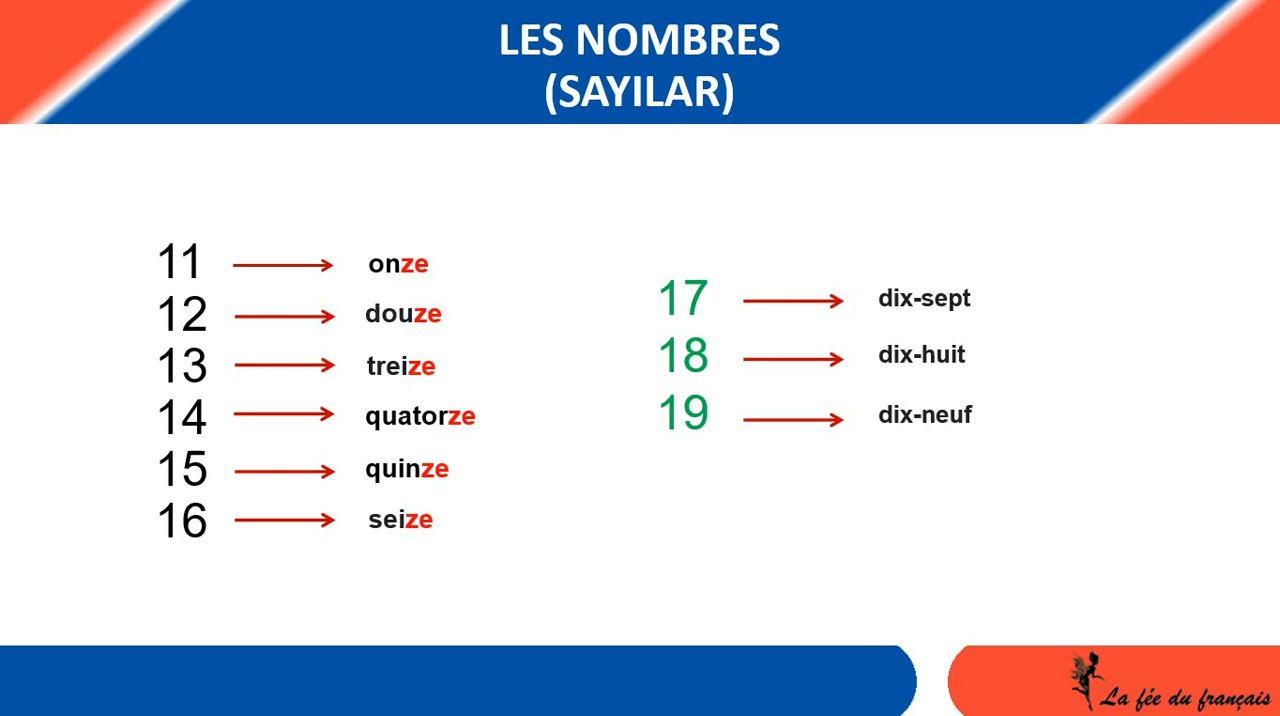 LES NOMBRES
(SAYILAR)
11 onze
12 douze
13 treize
14 quatorze
15 quinze
16 seize
17 dix-sept
18 dix-huit
19 dix-neuf
La fée du français